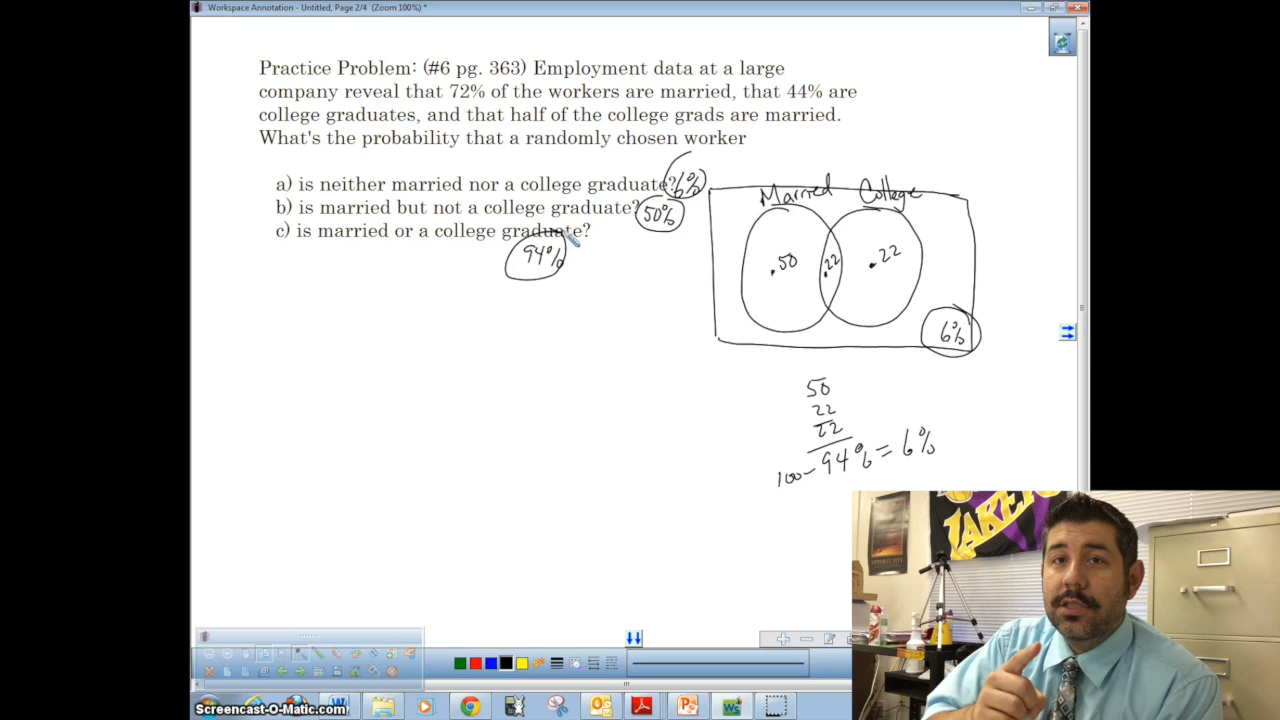 Workspace Annotation - Untitled, Page 2/4 (Zoom 100%) *
Practice Problem: (#6 pg. 363) Employment data at a large
company reveal that 72% of the workers are married, that 44% are
college graduates, and that half of the college grads are married.
What's the probability that a randomly chosen worker
a) is neither married nor a college graduate? 6%
b) is married but not a college graduate? 50%
c) is married or a college graduate?
94%
Married College
.50 .22 .22
6%
50
22
22
100-94%=6%
LAKERS
OPPORTUNITY
Screencast-O-Matic.com